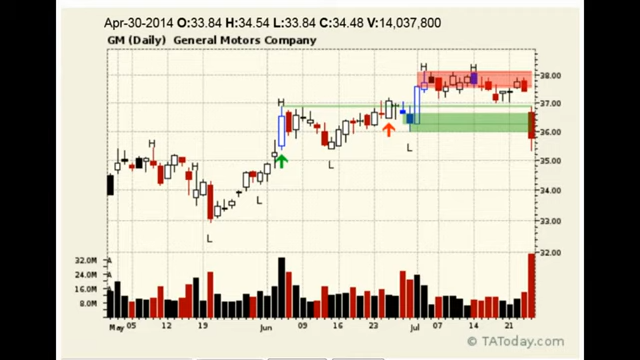 Apr-30-2014 O:33.84 H:34.54 L:33.84 C:34.48 V:14,037,800
GM (Daily) General Motors Company
H H
38.00
H
H
37.00
36.00
H
L
H
L
35.00
L
34.00
33.00
L
32.00
32.0M
24.0M
16.0M
8.0M
May 05 12 19 Jun 09 16 23 Jul 07 14 21
© TAToday.com